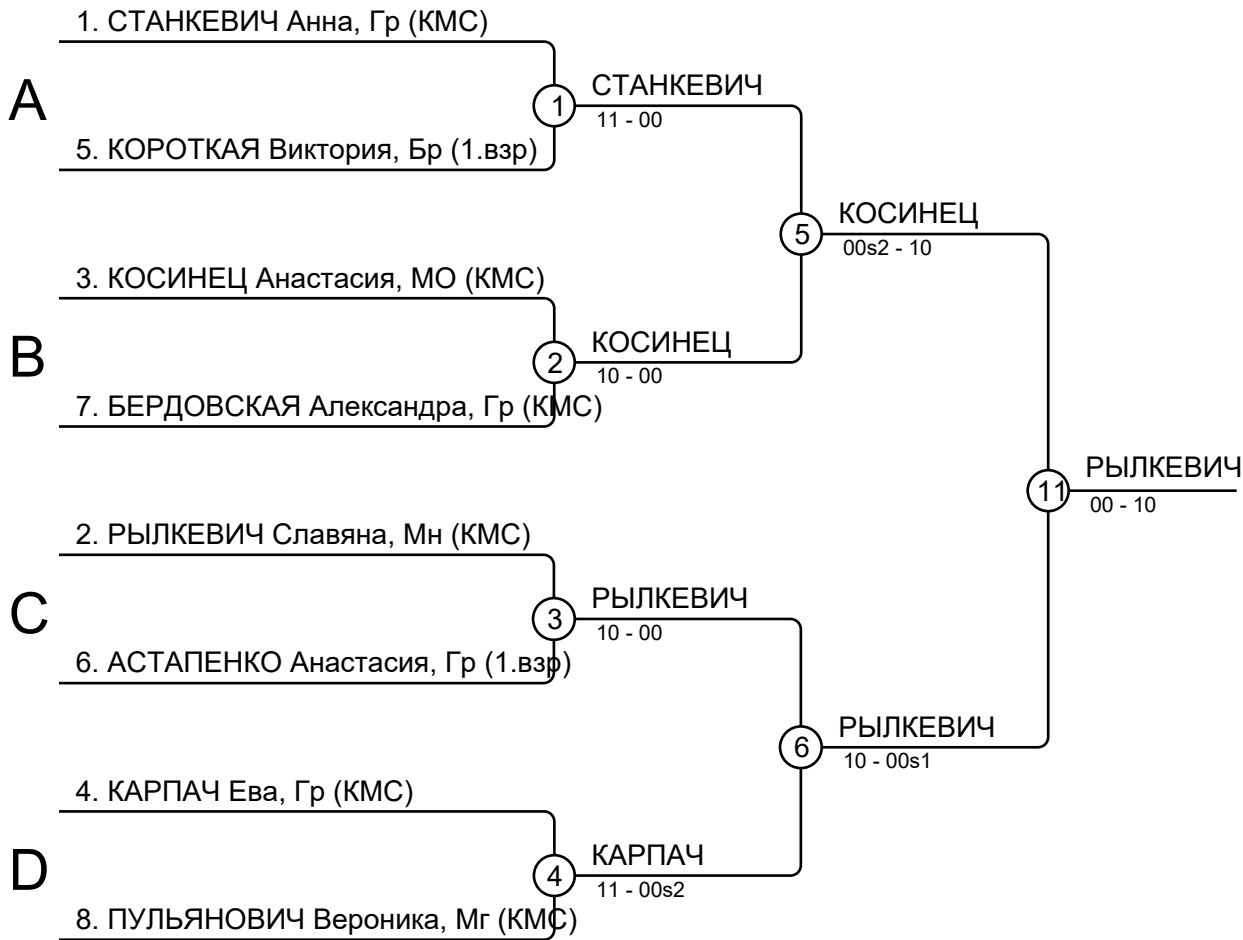 1. СТАНКЕВИЧ Анна, Гр (КМС)
A
1
СТАНКЕВИЧ
11 - 00
5. КОРОТКАЯ Виктория, Бр (1.взр)
5
КОСИНЕЦ
00s2 - 10
3. КОСИНЕЦ Анастасия, МО (КМС)
B
2
КОСИНЕЦ
10 - 00
7. БЕРДОВСКАЯ Александра, Гр (КМС)
11
РЫЛКЕВИЧ
00 - 10
2. РЫЛКЕВИЧ Славяна, Мн (КМС)
C
3
РЫЛКЕВИЧ
10 - 00
6. АСТАПЕНКО Анастасия, Гр (1.взр)
6
РЫЛКЕВИЧ
10 - 00s1
4. КАРПАЧ Ева, Гр (КМС)
D
4
КАРПАЧ
11 - 00s2
8. ПУЛЬЯНОВИЧ Вероника, Мг (КМС)